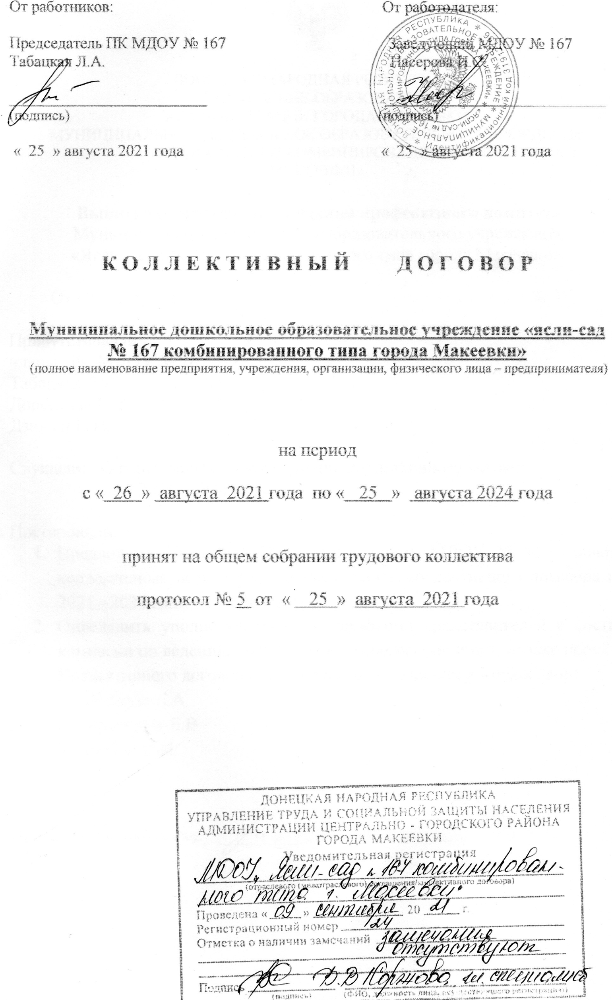 От работников:
От работодателя:
Председатель ПК МДОУ № 167
Заведующий МДОУ № 167
Табацкая Л.А.
Насерова И.О.
(подпись)
(подпись)
« 25 » августа 2021 года
« 25 » августа 2021 года
ДОНЕЦКАЯ НАРОДНАЯ РЕСПУБЛИКА * Идентификационный код
* МУНИЦИПАЛЬНОЕ ДОШКОЛЬНОЕ ОБРАЗОВАТЕЛЬНОЕ УЧРЕЖДЕНИЕ
«ЯСЛИ-САД № 167 КОМБИНИРОВАННОГО ТИПА ГОРОДА МАКЕЕВКИ» *
КОЛЛЕКТИВНЫЙ ДОГОВОР
Муниципальное дошкольное образовательное учреждение «ясли-сад
№ 167 комбинированного типа города Макеевки»
(полное наименование предприятия, учреждения, организации, физического лица – предпринимателя)
на период
с « 26 » августа 2021 года по « 25 » августа 2024 года
принят на общем собрании трудового коллектива
протокол № 5 от « 25 » августа 2021 года
ДОНЕЦКАЯ НАРОДНАЯ РЕСПУБЛИКА
УПРАВЛЕНИЕ ТРУДА И СОЦИАЛЬНОЙ ЗАЩИТЫ НАСЕЛЕНИЯ
АДМИНИСТРАЦИИ ЦЕНТРАЛЬНО - ГОРОДСКОГО РАЙОНА
ГОРОДА МАКЕЕВКИ
Уведомительная регистрация
МДОУ „Ясли-сад № 167 комбинирован-
(отраслевого (межотраслевого) соглашения/коллективного договора)
ного типа г. Макеевки"
Проведена « 09 » сентября 20 21 г.
Регистрационный номер 124
Отметка о наличии замечаний замечания
отсутствуют
Подпись Д.В Коржова гл. специалист
(подпись) (ФИО, должность лица, осуществившего регистрацию)